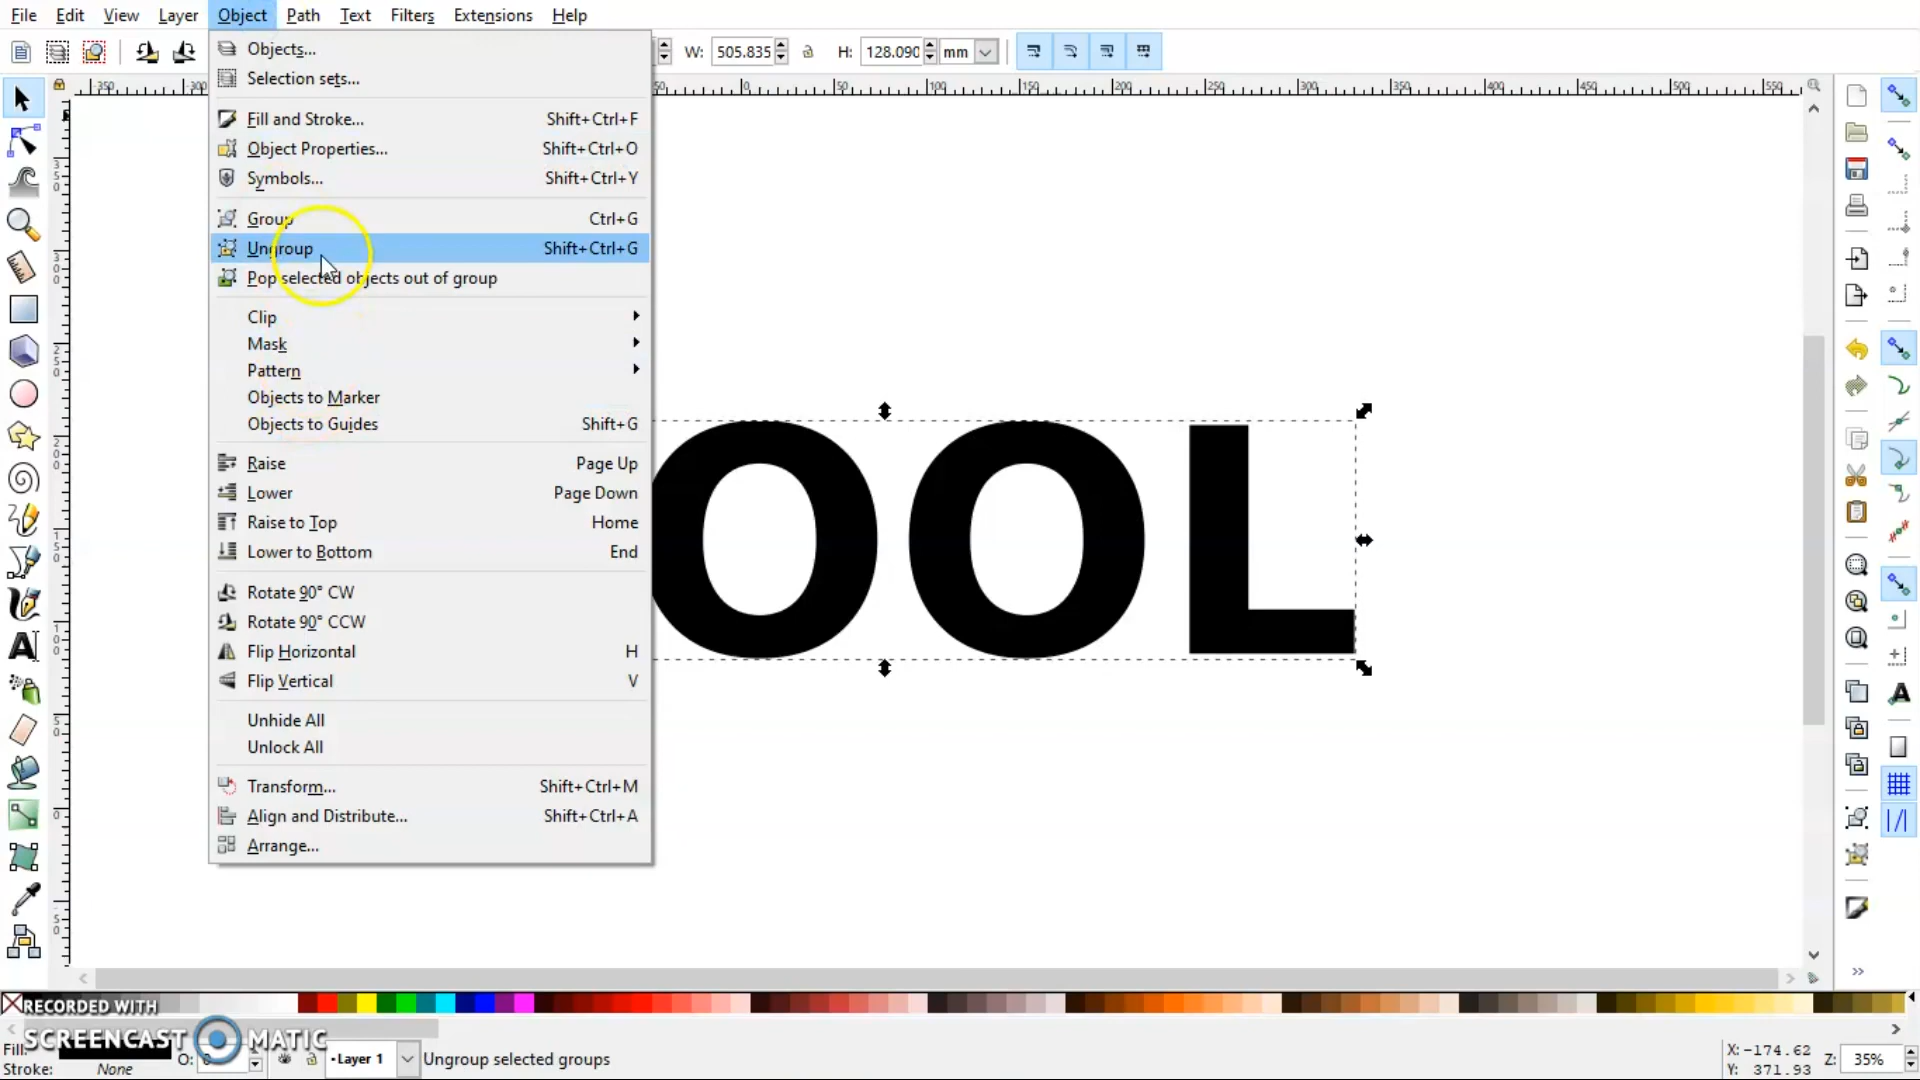 File Edit View Layer Object Path Text Filters Extensions Help
W: 505.835 H: 128.090 mm
Objects...
Selection sets...
Fill and Stroke... Shift+Ctrl+F
Object Properties... Shift+Ctrl+O
Symbols... Shift+Ctrl+Y
Group Ctrl+G
Ungroup Shift+Ctrl+G
Pop selected objects out of group
Clip
Mask
Pattern
Objects to Marker
Objects to Guides Shift+G
Raise Page Up
Lower Page Down
Raise to Top Home
Lower to Bottom End
Rotate 90° CW
Rotate 90° CCW
Flip Horizontal H
Flip Vertical V
Unhide All
Unlock All
Transform... Shift+Ctrl+M
Align and Distribute... Shift+Ctrl+A
Arrange...
OOL
RECORDED WITH
SCREENCAST MATIC
Fill:
Stroke: None
O:
Layer 1
Ungroup selected groups
X: -174.62
Y: 371.93
Z: 35%